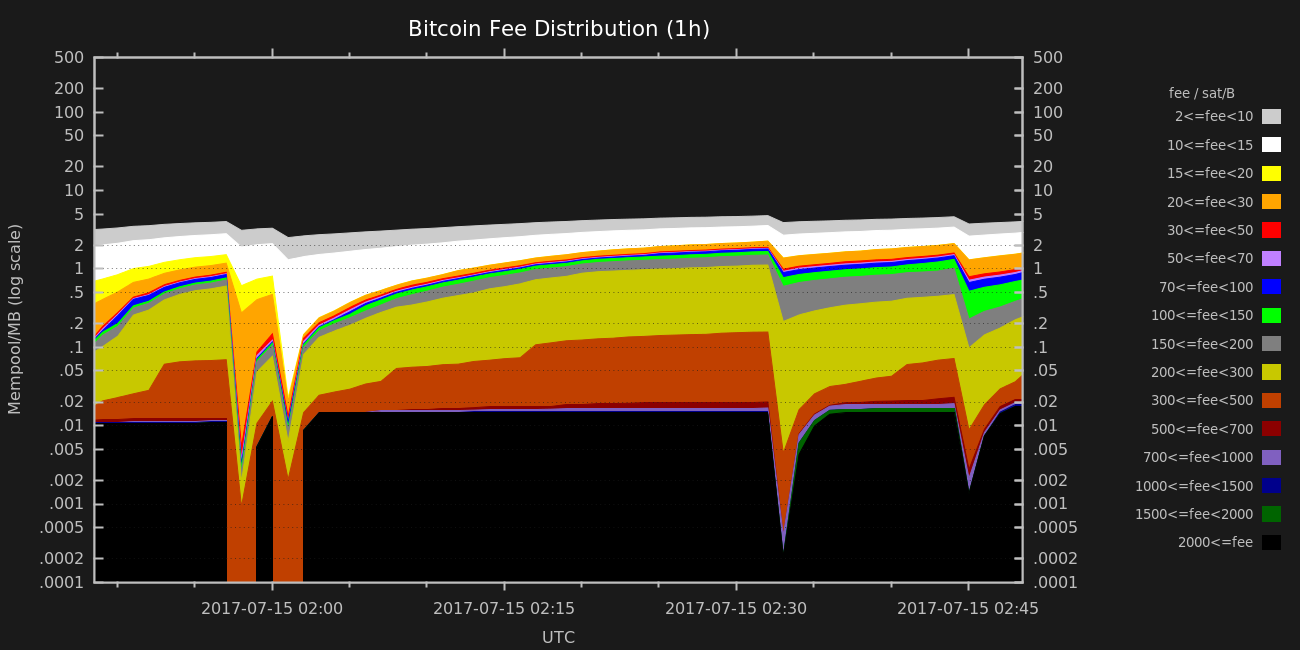 Bitcoin Fee Distribution (1h)
500
200
100
50
20
10
5
2
1
.5
.2
.1
.05
.02
.01
.005
.002
.001
.0005
.0002
.0001
Mempool/MB (log scale)
500
200
100
50
20
10
5
2
1
.5
.2
.1
.05
.02
.01
.005
.002
.001
.0005
.0002
.0001
2017-07-15 02:00 2017-07-15 02:15 2017-07-15 02:30 2017-07-15 02:45
UTC
fee / sat/B
2<=fee<10
10<=fee<15
15<=fee<20
20<=fee<30
30<=fee<50
50<=fee<70
70<=fee<100
100<=fee<150
150<=fee<200
200<=fee<300
300<=fee<500
500<=fee<700
700<=fee<1000
1000<=fee<1500
1500<=fee<2000
2000<=fee